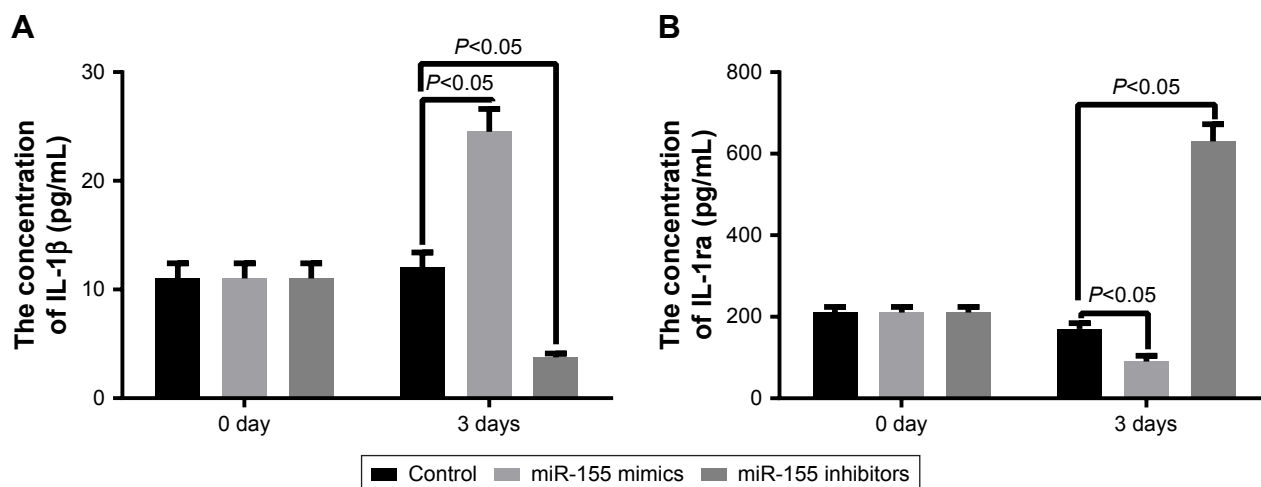 A
The concentration
of IL-1β (pg/mL)
30
20
10
0
P<0.05
P<0.05
0 day
3 days
B
The concentration
of IL-1ra (pg/mL)
800
600
400
200
0
P<0.05
P<0.05
0 day
3 days
Control miR-155 mimics miR-155 inhibitors